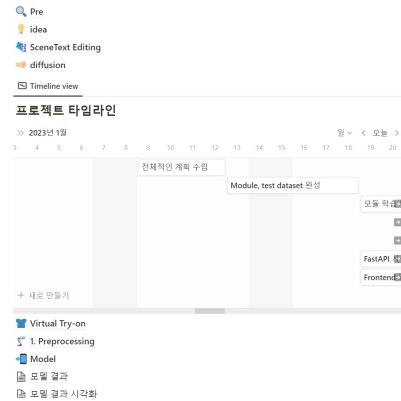 Pre
idea
SceneText Editing
diffusion
Timeline view
프로젝트 타임라인
2023년 1월 월 오늘
3 4 5 6 7 8 9 10 11 12 13 14 15 16 17 18 19 20
전체적인 계획 수립
Module, test dataset 완성
모듈 학습
FastAPI
Frontend
+ 새로 만들기
Virtual Try-on
1. Preprocessing
Model
모델 결과
모델 결과 시각화